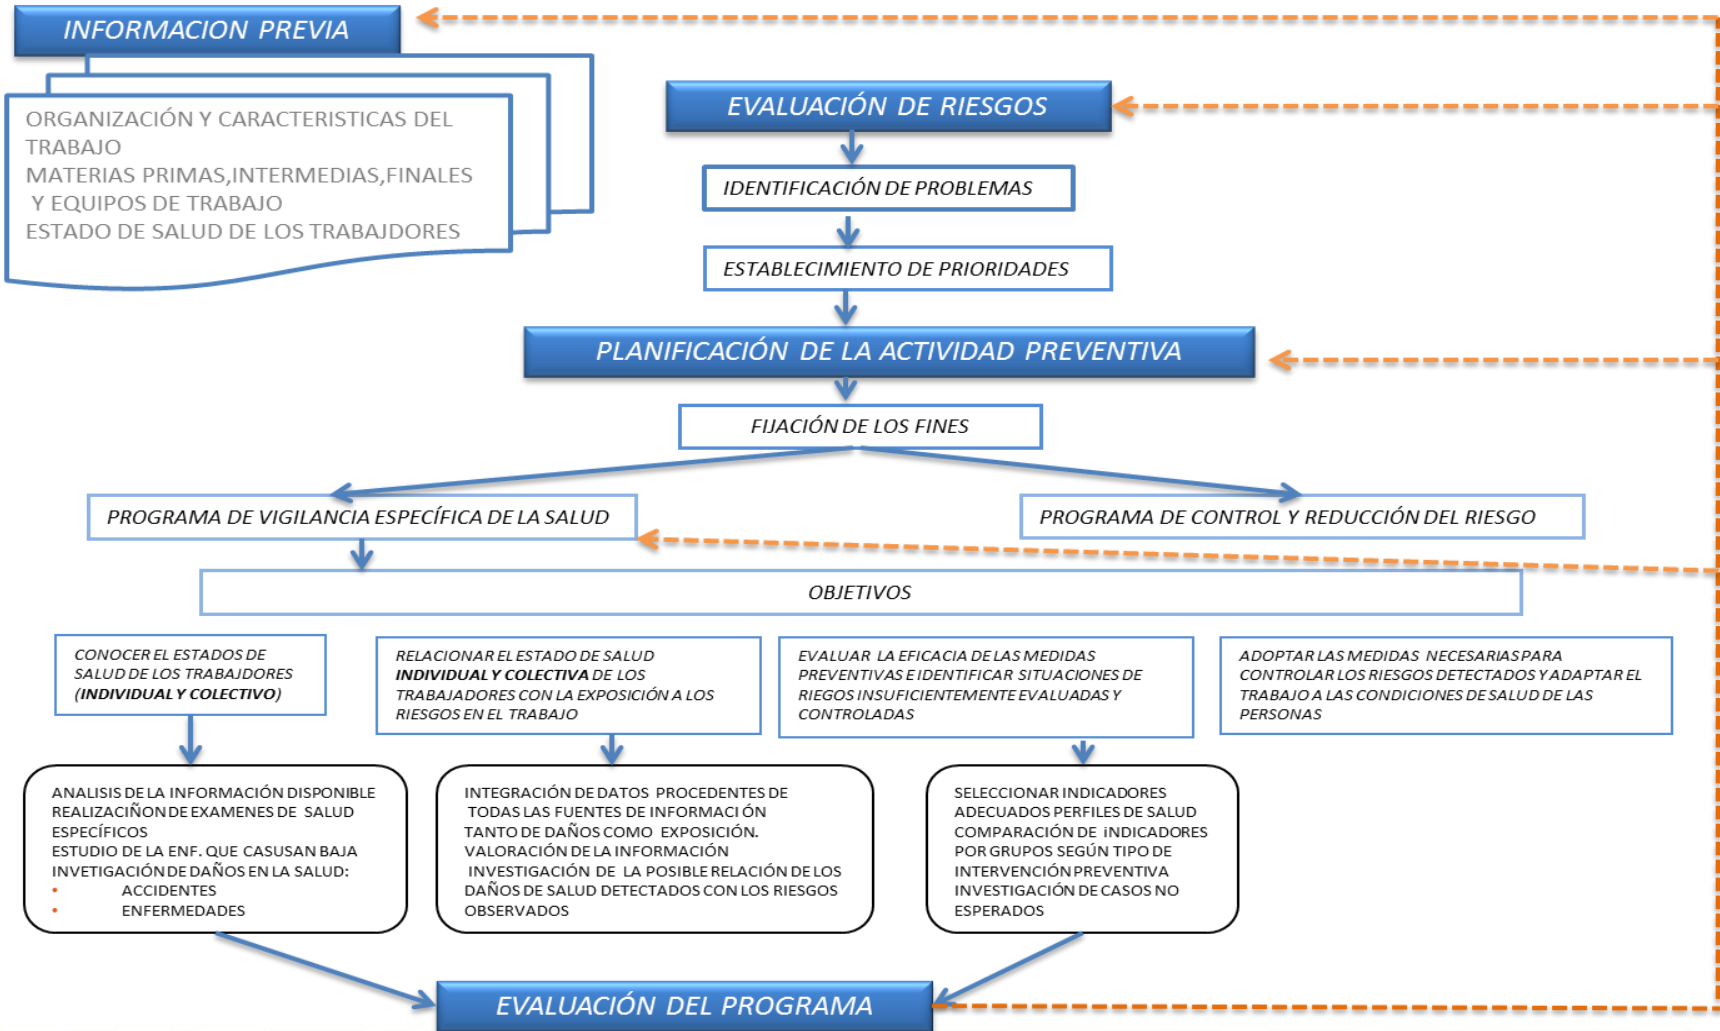 INFORMACION PREVIA
ORGANIZACIÓN Y CARACTERISTICAS DEL
TRABAJO
MATERIAS PRIMAS,INTERMEDIAS,FINALES
Y EQUIPOS DE TRABAJO
ESTADO DE SALUD DE LOS TRABAJDORES
EVALUACIÓN DE RIESGOS
IDENTIFICACIÓN DE PROBLEMAS
ESTABLECIMIENTO DE PRIORIDADES
PLANIFICACIÓN DE LA ACTIVIDAD PREVENTIVA
FIJACIÓN DE LOS FINES
PROGRAMA DE VIGILANCIA ESPECÍFICA DE LA SALUD
PROGRAMA DE CONTROL Y REDUCCIÓN DEL RIESGO
OBJETIVOS
CONOCER EL ESTADOS DE
SALUD DE LOS TRABAJDORES
(INDIVIDUAL Y COLECTIVO)
RELACIONAR EL ESTADO DE SALUD
INDIVIDUAL Y COLECTIVA DE LOS
TRABAJADORES CON LA EXPOSICIÓN A LOS
RIESGOS EN EL TRABAJO
EVALUAR LA EFICACIA DE LAS MEDIDAS
PREVENTIVAS E IDENTIFICAR SITUACIONES DE
RIEGOS INSUFICIENTEMENTE EVALUADAS Y
CONTROLADAS
ADOPTAR LAS MEDIDAS NECESARIAS PARA
CONTROLAR LOS RIESGOS DETECTADOS Y ADAPTAR EL
TRABAJO A LAS CONDICIONES DE SALUD DE LAS
PERSONAS
ANALISIS DE LA INFORMACIÓN DISPONIBLE
REALIZACIÑON DE EXAMENES DE SALUD
ESPECÍFICOS
ESTUDIO DE LA ENF. QUE CASUSAN BAJA
INVETIGACIÓN DE DAÑOS EN LA SALUD:
• ACCIDENTES
• ENFERMEDADES
INTEGRACIÓN DE DATOS PROCEDENTES DE
TODAS LAS FUENTES DE INFORMACIÓN
TANTO DE DAÑOS COMO EXPOSICIÓN.
VALORACIÓN DE LA INFORMACIÓN
INVESTIGACIÓN DE LA POSIBLE RELACIÓN DE LOS
DAÑOS DE SALUD DETECTADOS CON LOS RIESGOS
OBSERVADOS
SELECCIONAR INDICADORES
ADECUADOS PERFILES DE SALUD
COMPARACIÓN DE iNDICADORES
POR GRUPOS SEGÚN TIPO DE
INTERVENCIÓN PREVENTIVA
INVESTIGACIÓN DE CASOS NO
ESPERADOS
EVALUACIÓN DEL PROGRAMA